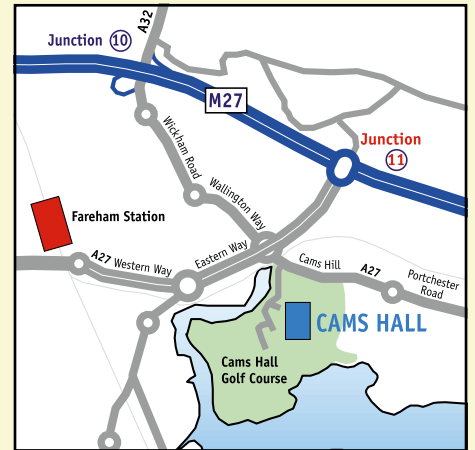 A32
Junction 10
M27
Junction
11
Wickham Road
Wallington Way
Fareham Station
A27 Western Way
Eastern Way
Cams Hill
A27
Portchester
Road
CAMS HALL
Cams Hall
Golf Course